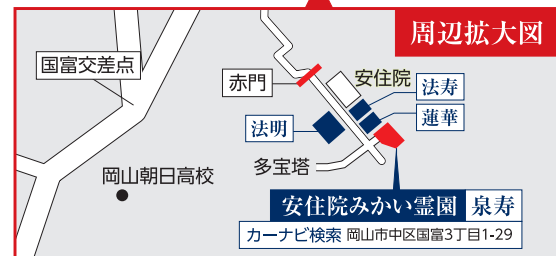 周辺拡大図
国富交差点
赤門
安住院
法寿
蓮華
法明
多宝塔
岡山朝日高校
安住院みかい霊園 泉寿
カーナビ検索 岡山市中区国富3丁目1-29